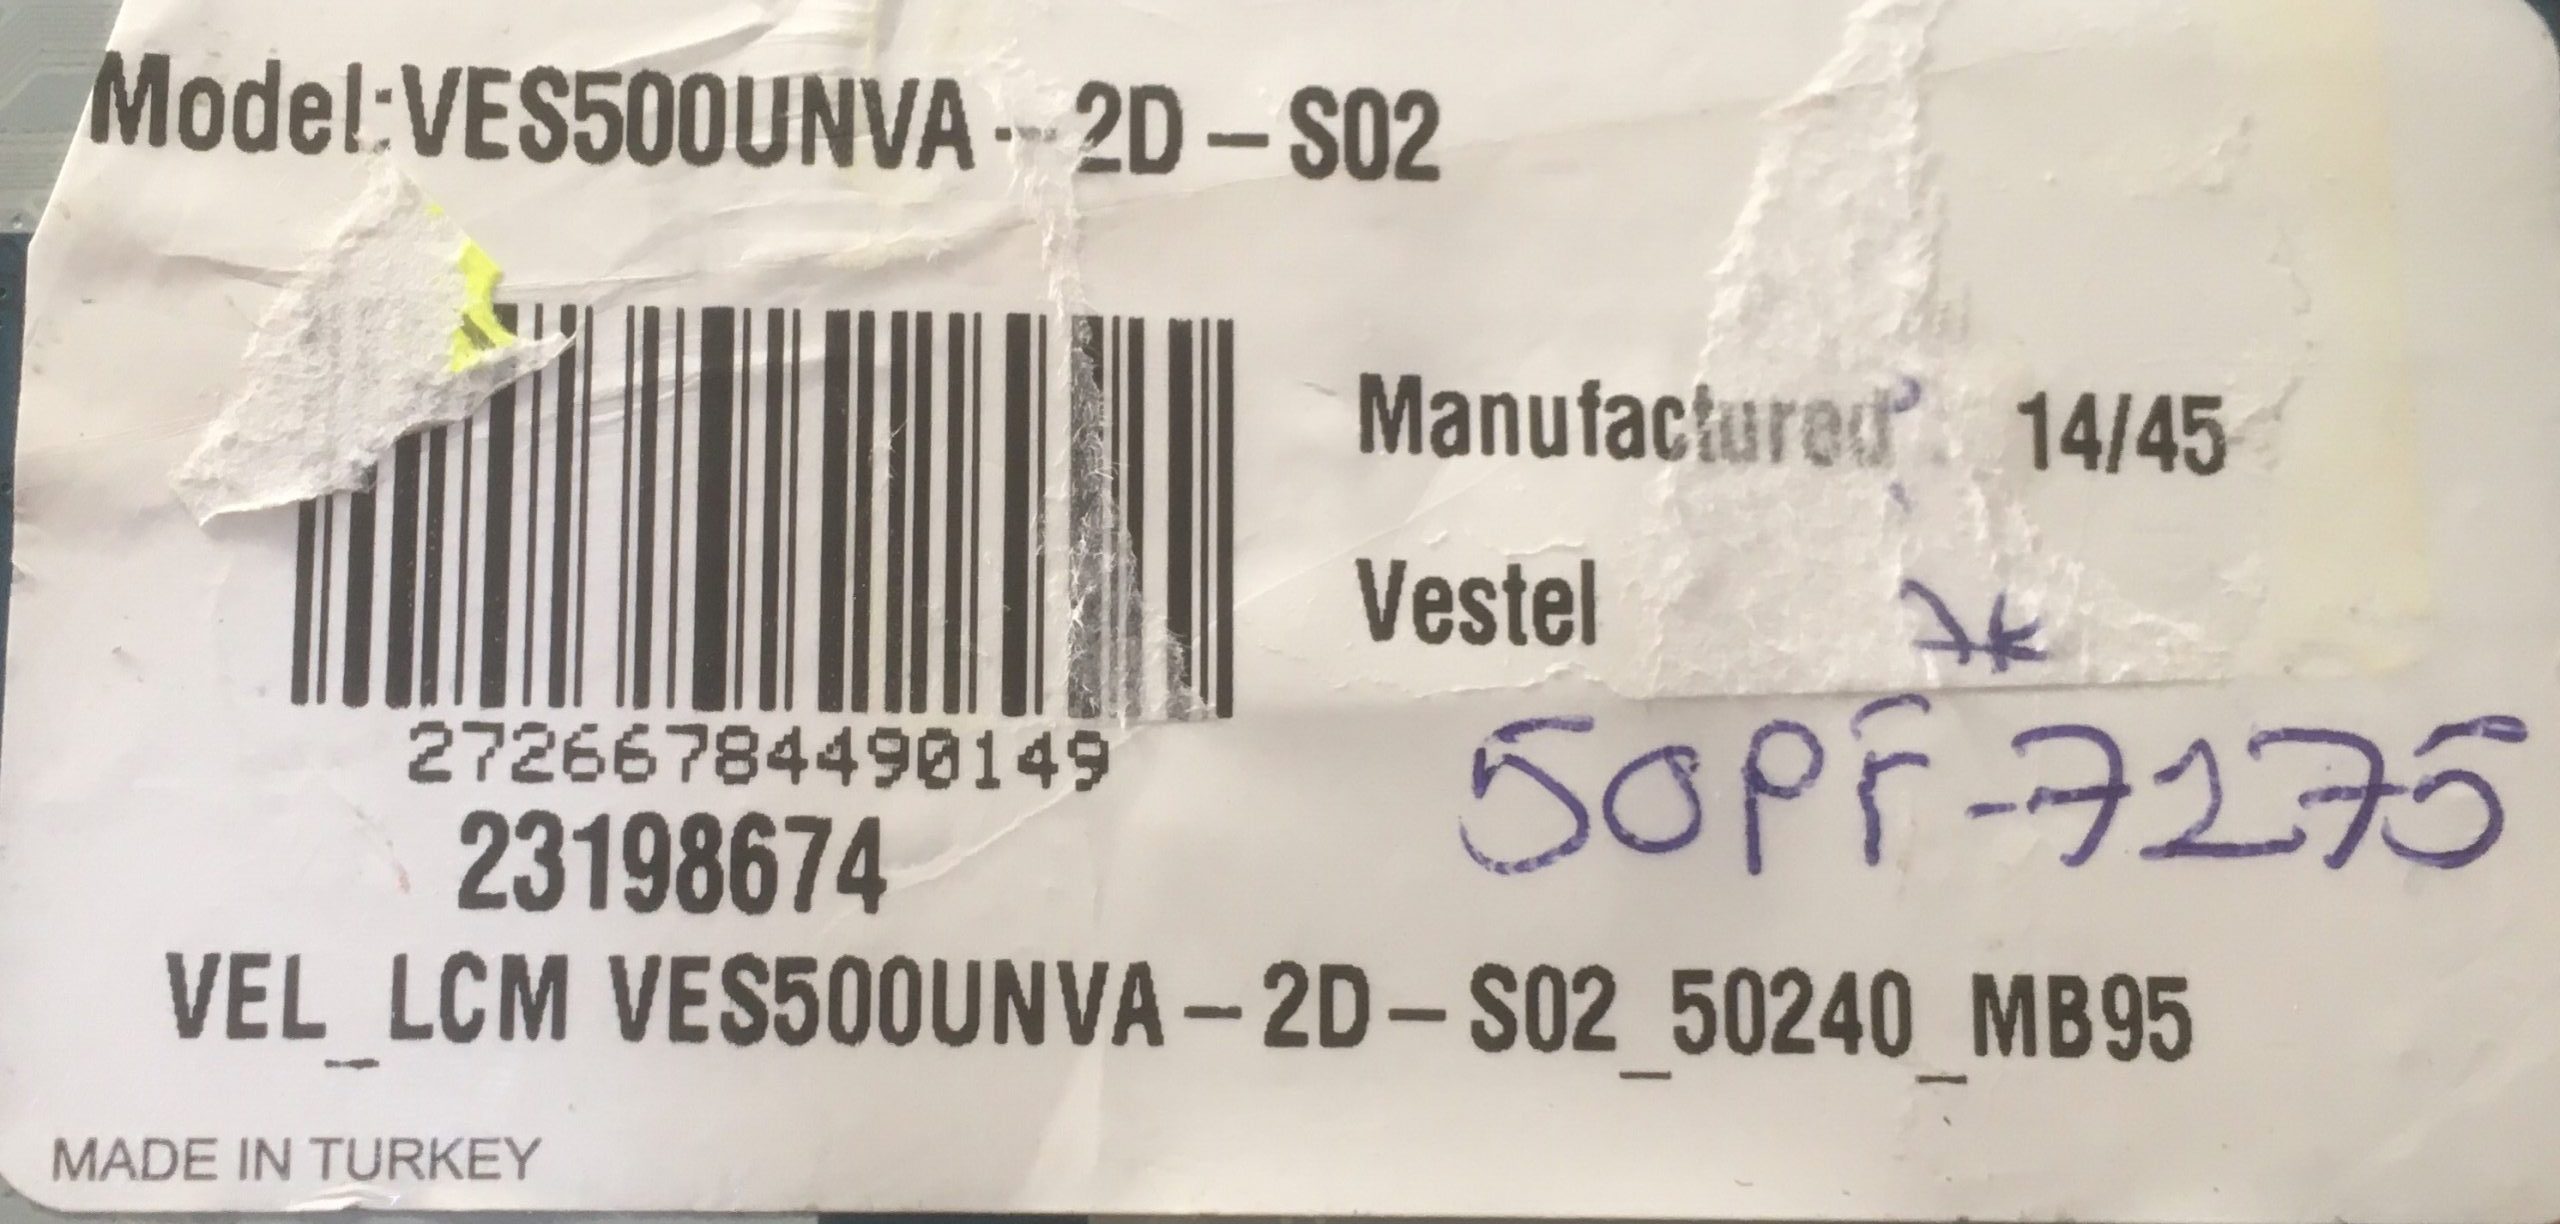 Model:VES500UNVA-2D-S02
Manufactured 14/45
Vestel
27266784490149
50PF-7275
23198674
VEL_LCM VES500UNVA-2D-S02_50240_MB95
MADE IN TURKEY